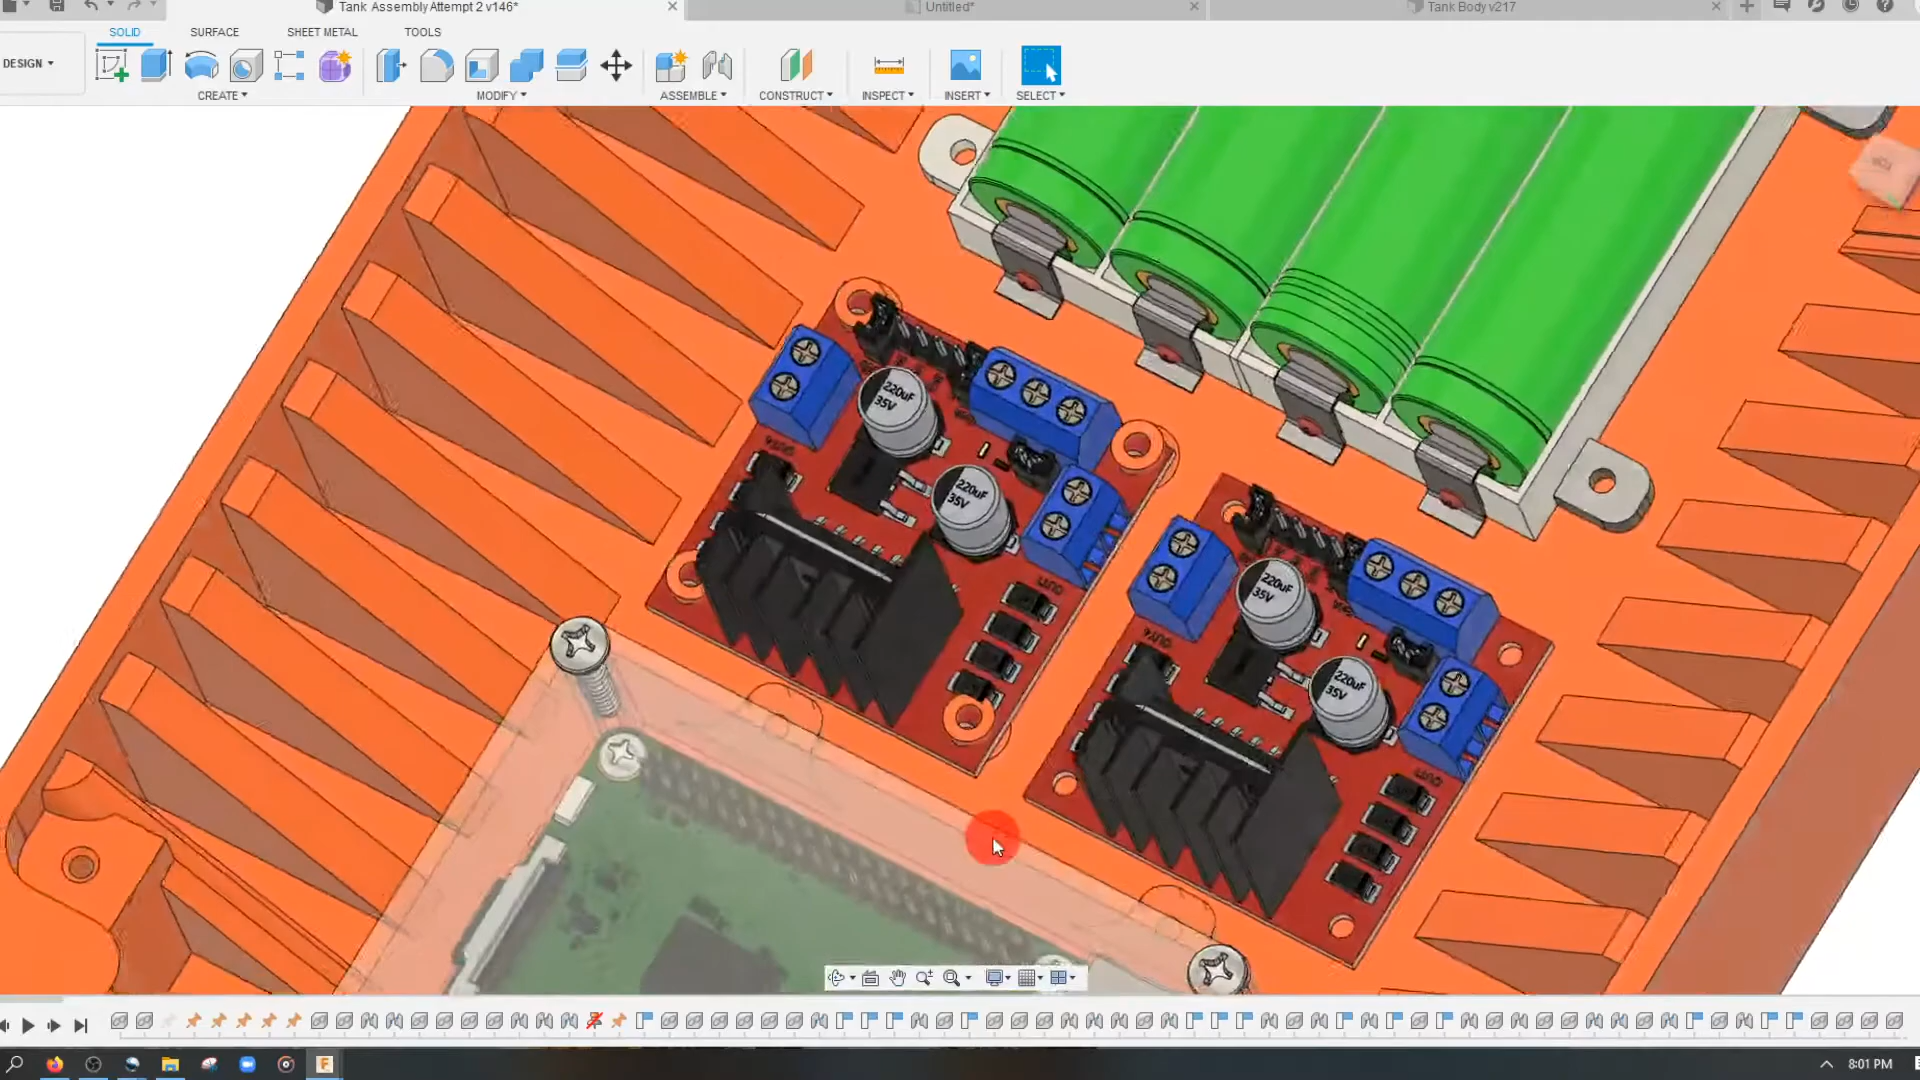 Tank Assembly Attempt 2 v146*
Untitled*
Tank Body v217
SOLID
SURFACE
SHEET METAL
TOOLS
DESIGN
CREATE
MODIFY
ASSEMBLE
CONSTRUCT
INSPECT
INSERT
SELECT
220uF
35V
220uF
35V
220uF
35V
220uF
35V
8:01 PM